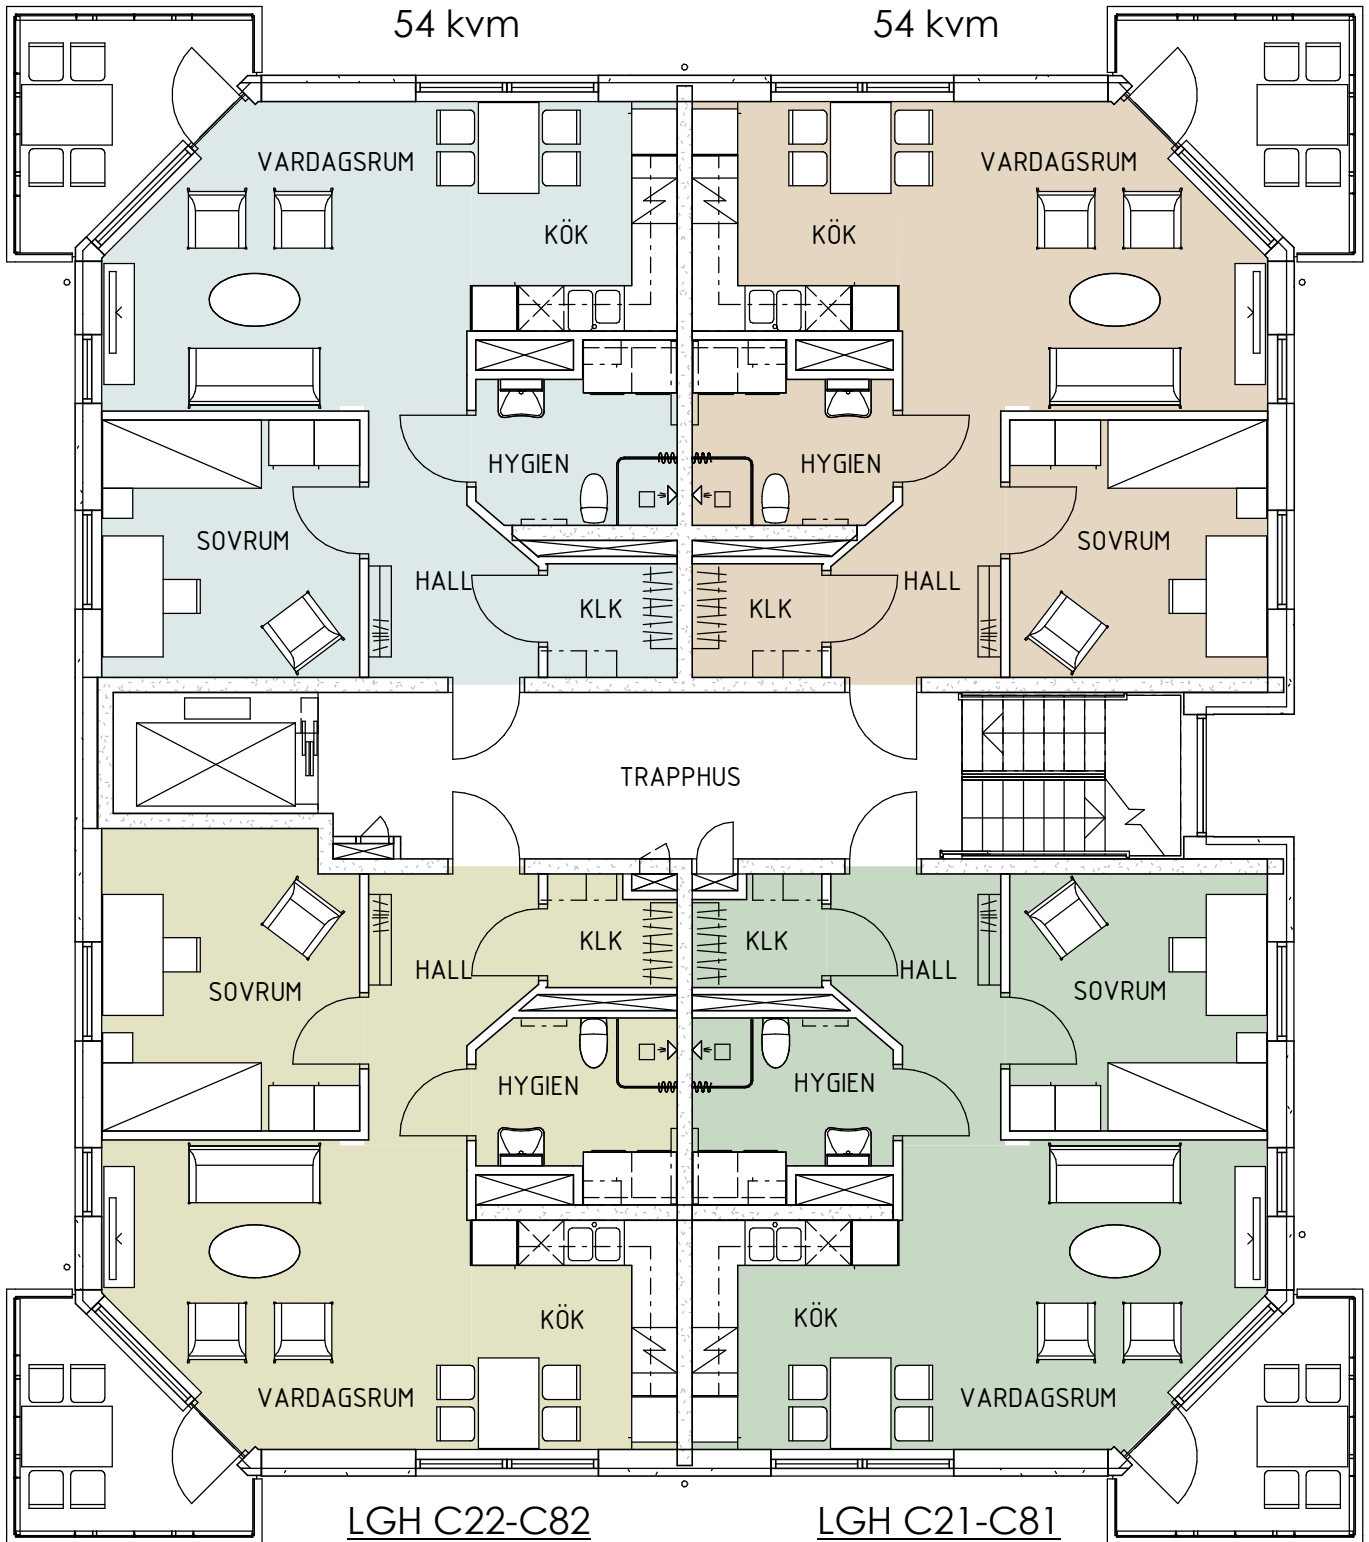 54 kvm 54 kvm
VARDAGSRUM VARDAGSRUM
KÖK KÖK
HYGIEN HYGIEN
SOVRUM SOVRUM
HALL HALL
KLK KLK
TRAPPHUS
KLK KLK
HALL HALL
SOVRUM SOVRUM
HYGIEN HYGIEN
KÖK KÖK
VARDAGSRUM VARDAGSRUM
LGH C22-C82 LGH C21-C81